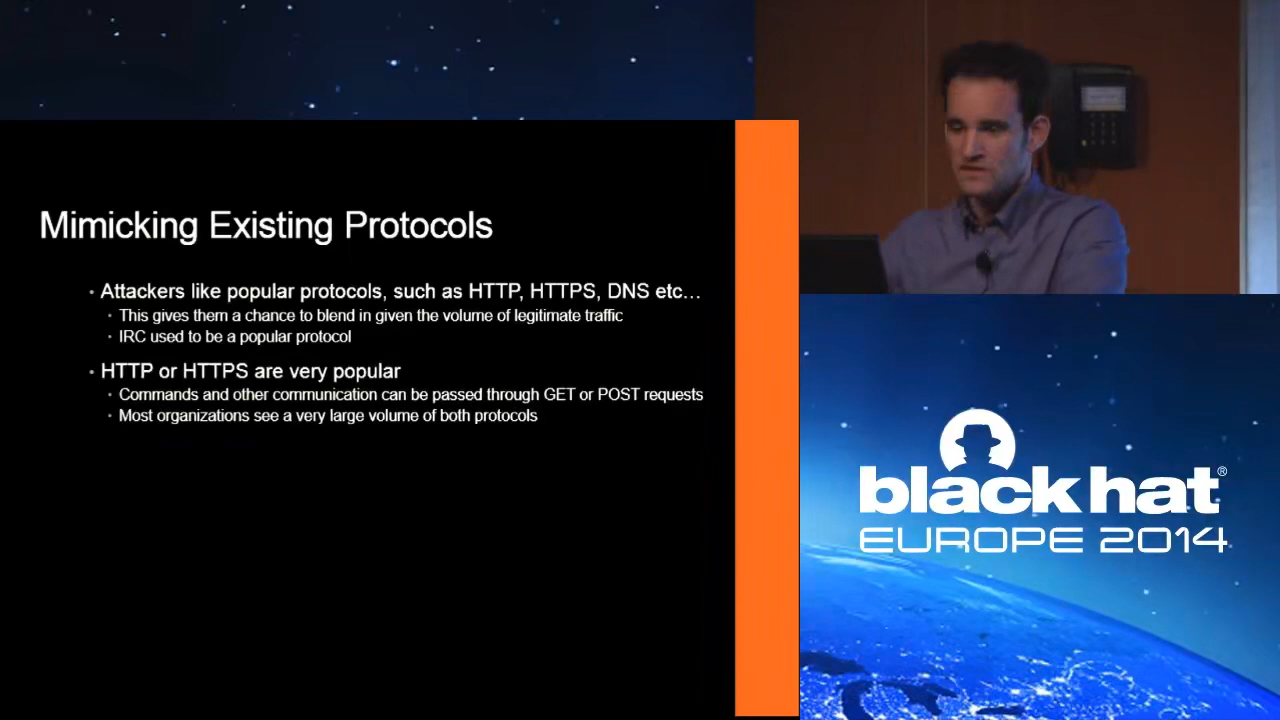 Mimicking Existing Protocols
• Attackers like popular protocols, such as HTTP, HTTPS, DNS etc…
• This gives them a chance to blend in given the volume of legitimate traffic
• IRC used to be a popular protocol
• HTTP or HTTPS are very popular
• Commands and other communication can be passed through GET or POST requests
• Most organizations see a very large volume of both protocols
black hat®
EUROPE 2014